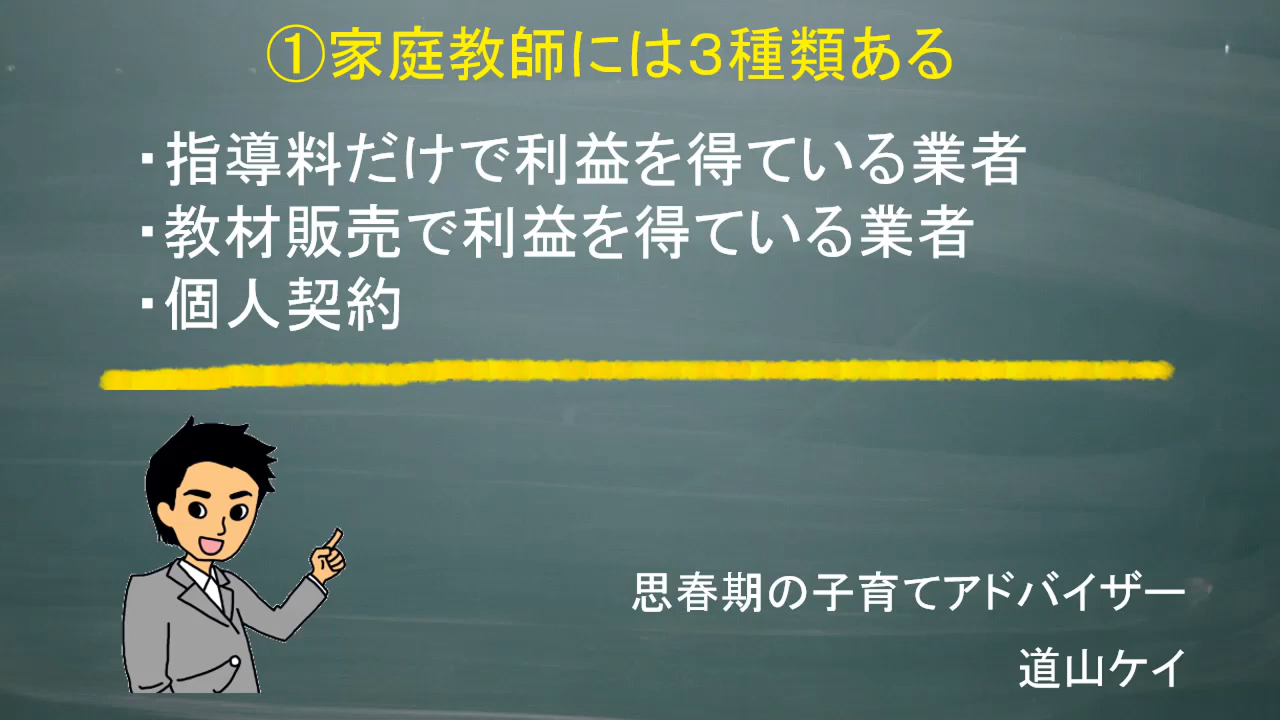 ①家庭教師には３種類ある
・指導料だけで利益を得ている業者
・教材販売で利益を得ている業者
・個人契約
思春期の子育てアドバイザー
道山ケイ